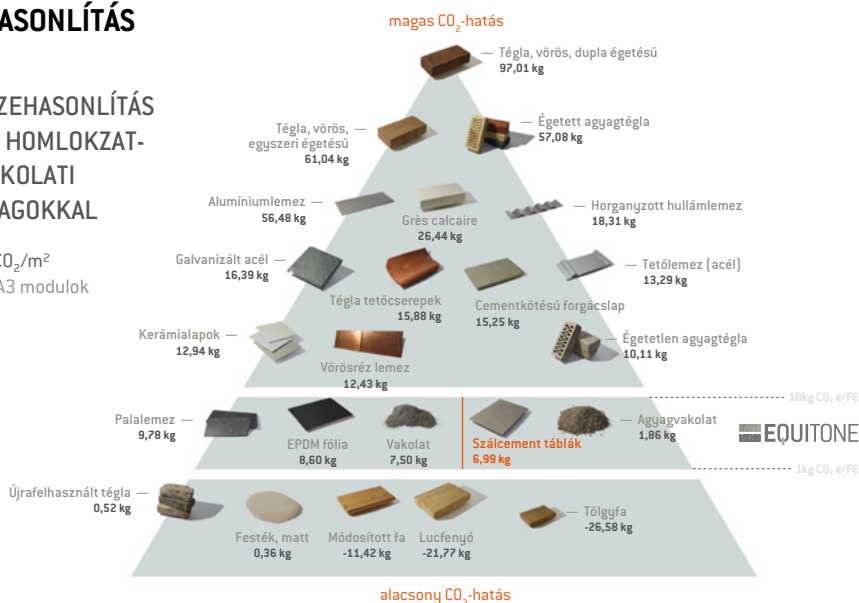 ASONLÍTÁS
ZEHASONLÍTÁS
HOMLOKZAT-
KOLATI
AGOKKAL
CO₂/m²
A3 modulok
magas CO₂-hatás
Tégla, vörös, dupla égetésű
97,01 kg
Tégla, vörös,
egyszeri égetésű
61,04 kg
Égetett agyagtégla
57,08 kg
Alumíniumlemez
56,48 kg
Grès calcaire
26,44 kg
Horganyzott hullámlemez
18,31 kg
Galvanizált acél
16,39 kg
Tégla tetőcserepek
15,88 kg
Cementkötésű forgácslap
15,25 kg
Tetőlemez (acél)
13,29 kg
Kerámialapok
12,94 kg
Vörösréz lemez
12,43 kg
Égetetlen agyagtégla
10,11 kg
10kg CO₂ e/FE
Palalemez
9,78 kg
EPDM fólia
8,60 kg
Vakolat
7,50 kg
Szálcement táblák
6,99 kg
Agyagvakolat
1,86 kg
EQUITONE
1kg CO₂ e/FE
Újrafelhasznált tégla
0,52 kg
Festék, matt
0,36 kg
Módosított fa
-11,42 kg
Lucfenyő
-21,77 kg
Tölgyfa
-26,58 kg
alacsony CO₂-hatás